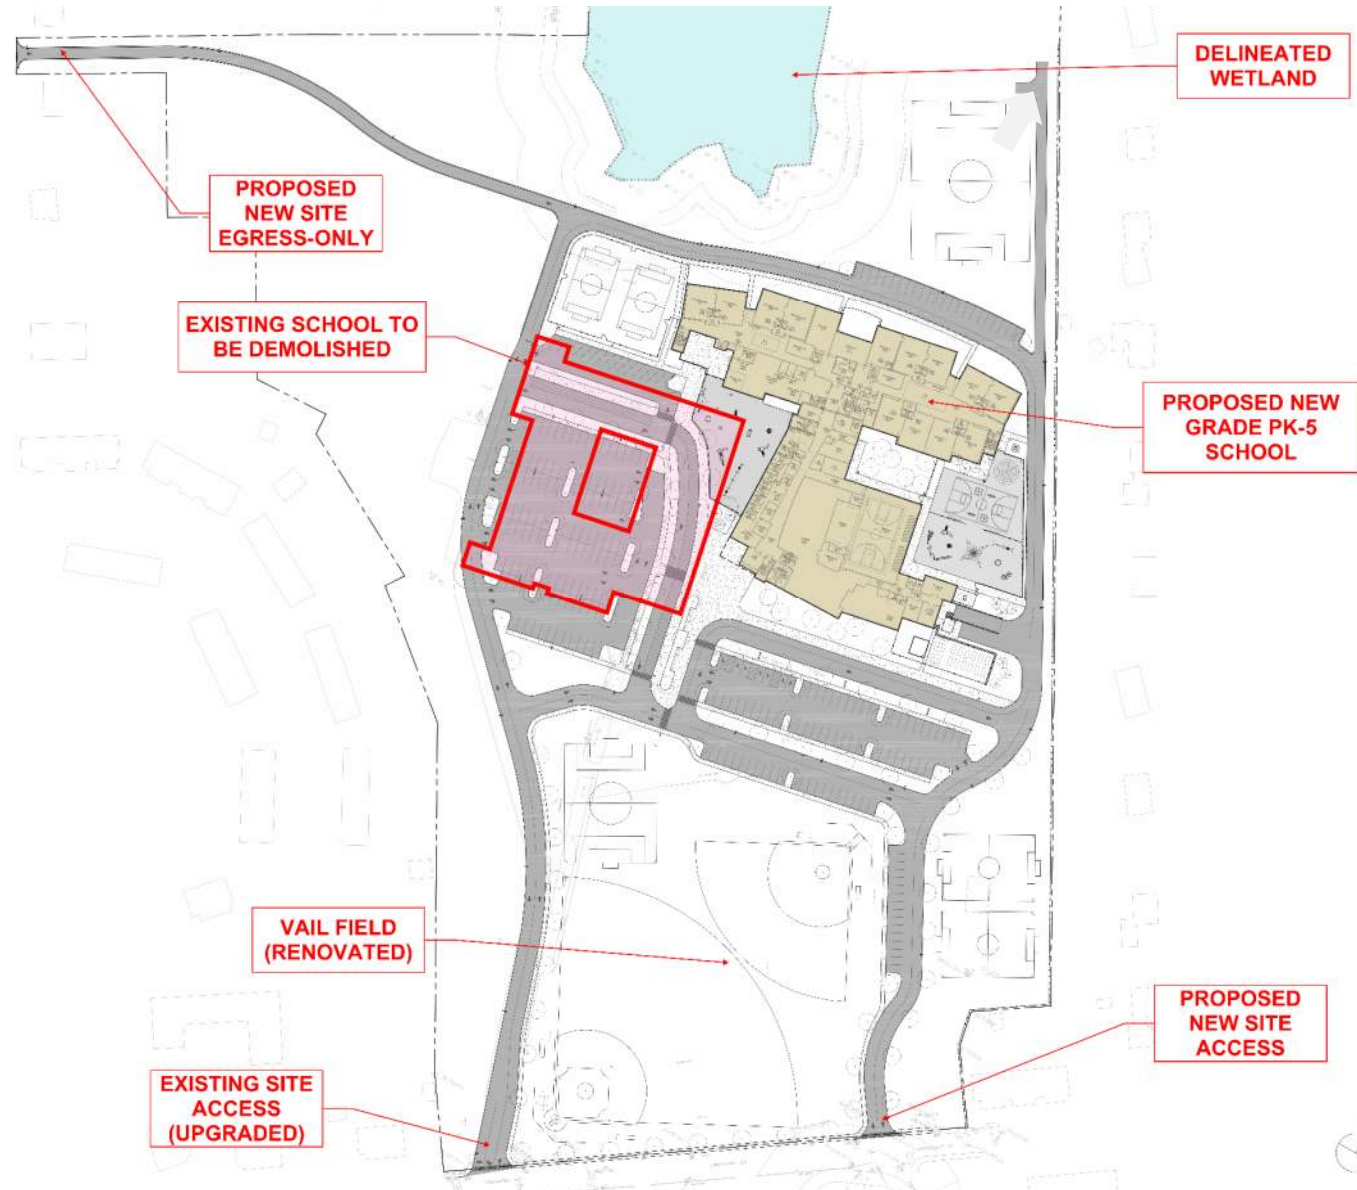 DELINEATED
WETLAND
PROPOSED
NEW SITE
EGRESS-ONLY
EXISTING SCHOOL TO
BE DEMOLISHED
PROPOSED NEW
GRADE PK-5
SCHOOL
VAIL FIELD
(RENOVATED)
PROPOSED
NEW SITE
ACCESS
EXISTING SITE
ACCESS
(UPGRADED)